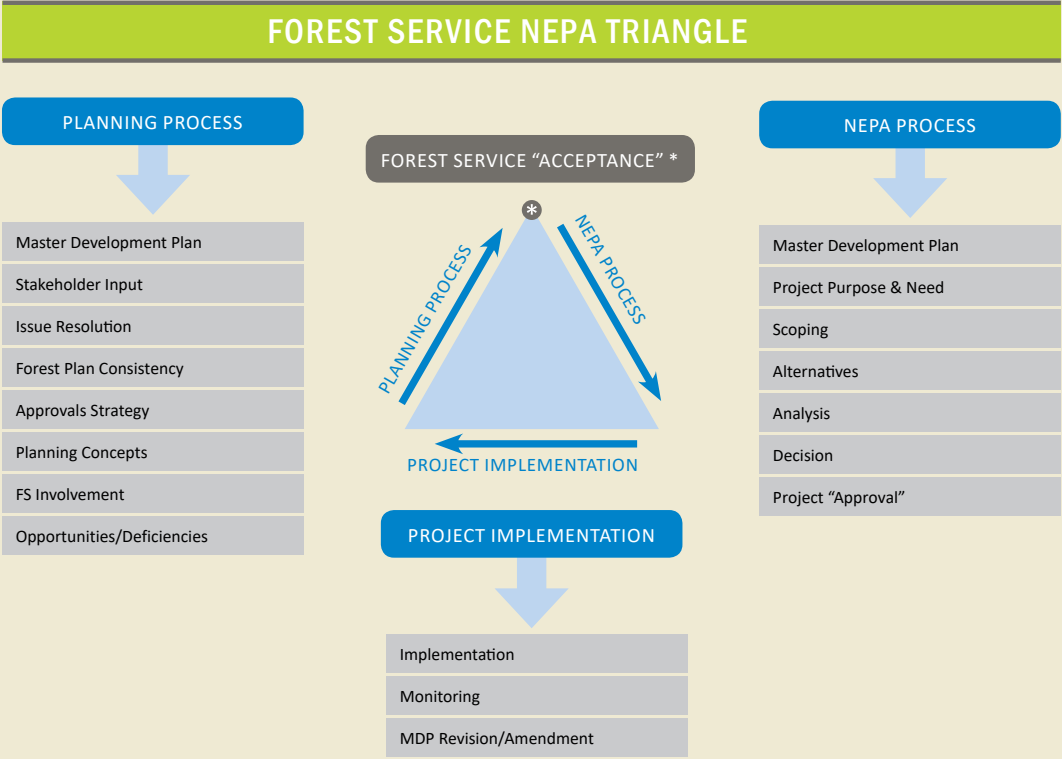 FOREST SERVICE NEPA TRIANGLE
PLANNING PROCESS
Master Development Plan
Stakeholder Input
Issue Resolution
Forest Plan Consistency
Approvals Strategy
Planning Concepts
FS Involvement
Opportunities/Deficiencies
FOREST SERVICE “ACCEPTANCE” *
*
PLANNING PROCESS
NEPA PROCESS
PROJECT IMPLEMENTATION
NEPA PROCESS
Master Development Plan
Project Purpose & Need
Scoping
Alternatives
Analysis
Decision
Project “Approval”
PROJECT IMPLEMENTATION
Implementation
Monitoring
MDP Revision/Amendment